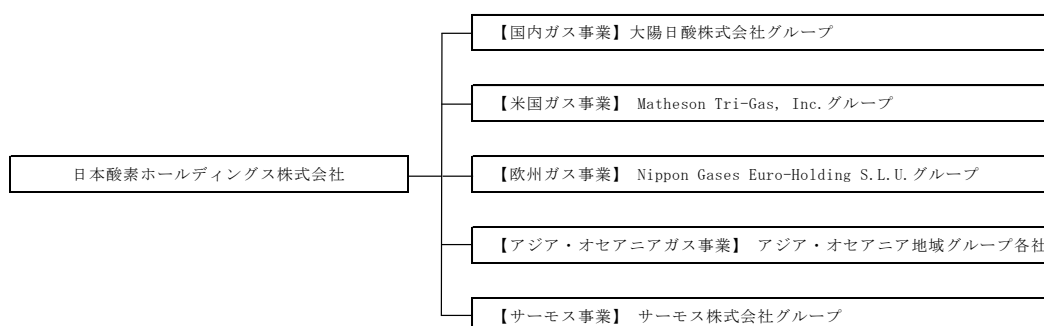 【国内ガス事業】大陽日酸株式会社グループ
【米国ガス事業】 Matheson Tri-Gas, Inc.グループ
日本酸素ホールディングス株式会社
【欧州ガス事業】 Nippon Gases Euro-Holding S.L.U.グループ
【アジア・オセアニアガス事業】 アジア・オセアニア地域グループ各社
【サーモス事業】 サーモス株式会社グループ